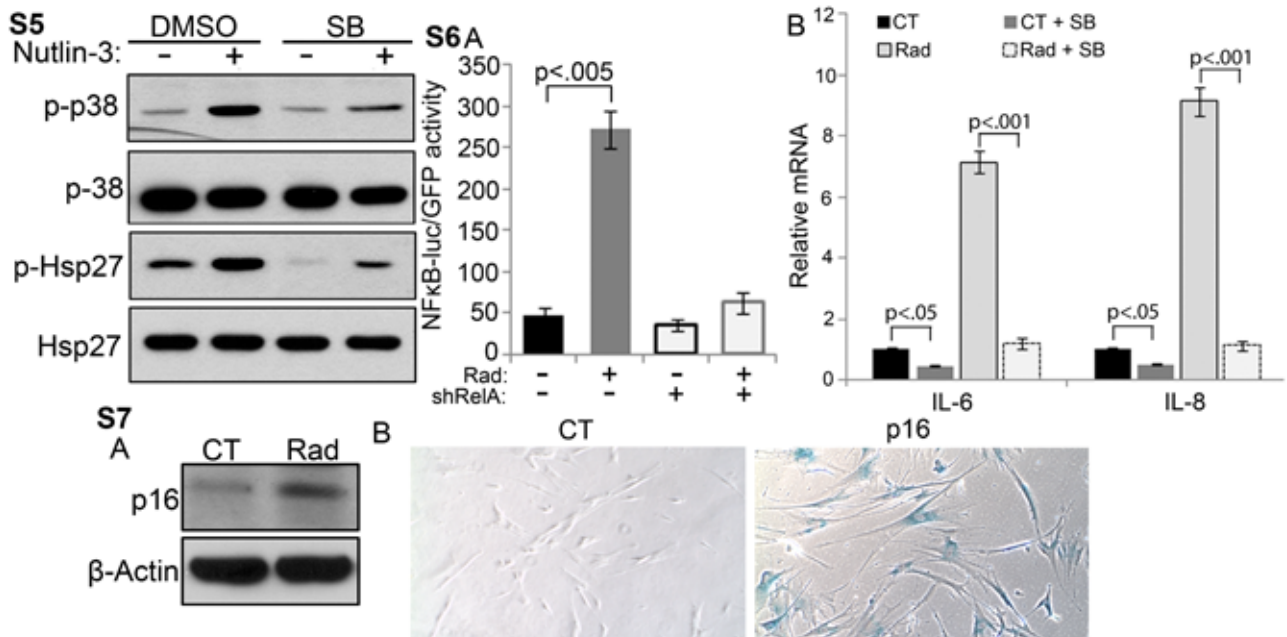 S5
DMSO SB
Nutlin-3: - + - +
p-p38
p-38
p-Hsp27
Hsp27
S6 A
NFκB-luc/GFP activity
350
300
250
200
150
100
50
0
p<.005
Rad: - + - +
shRelA: - - + +
B
CT CT + SB
Rad Rad + SB
Relative mRNA
12
10
8
6
4
2
0
p<.05
p<.001
p<.05
p<.001
IL-6 IL-8
S7
A
CT Rad
p16
β-Actin
B
CT p16